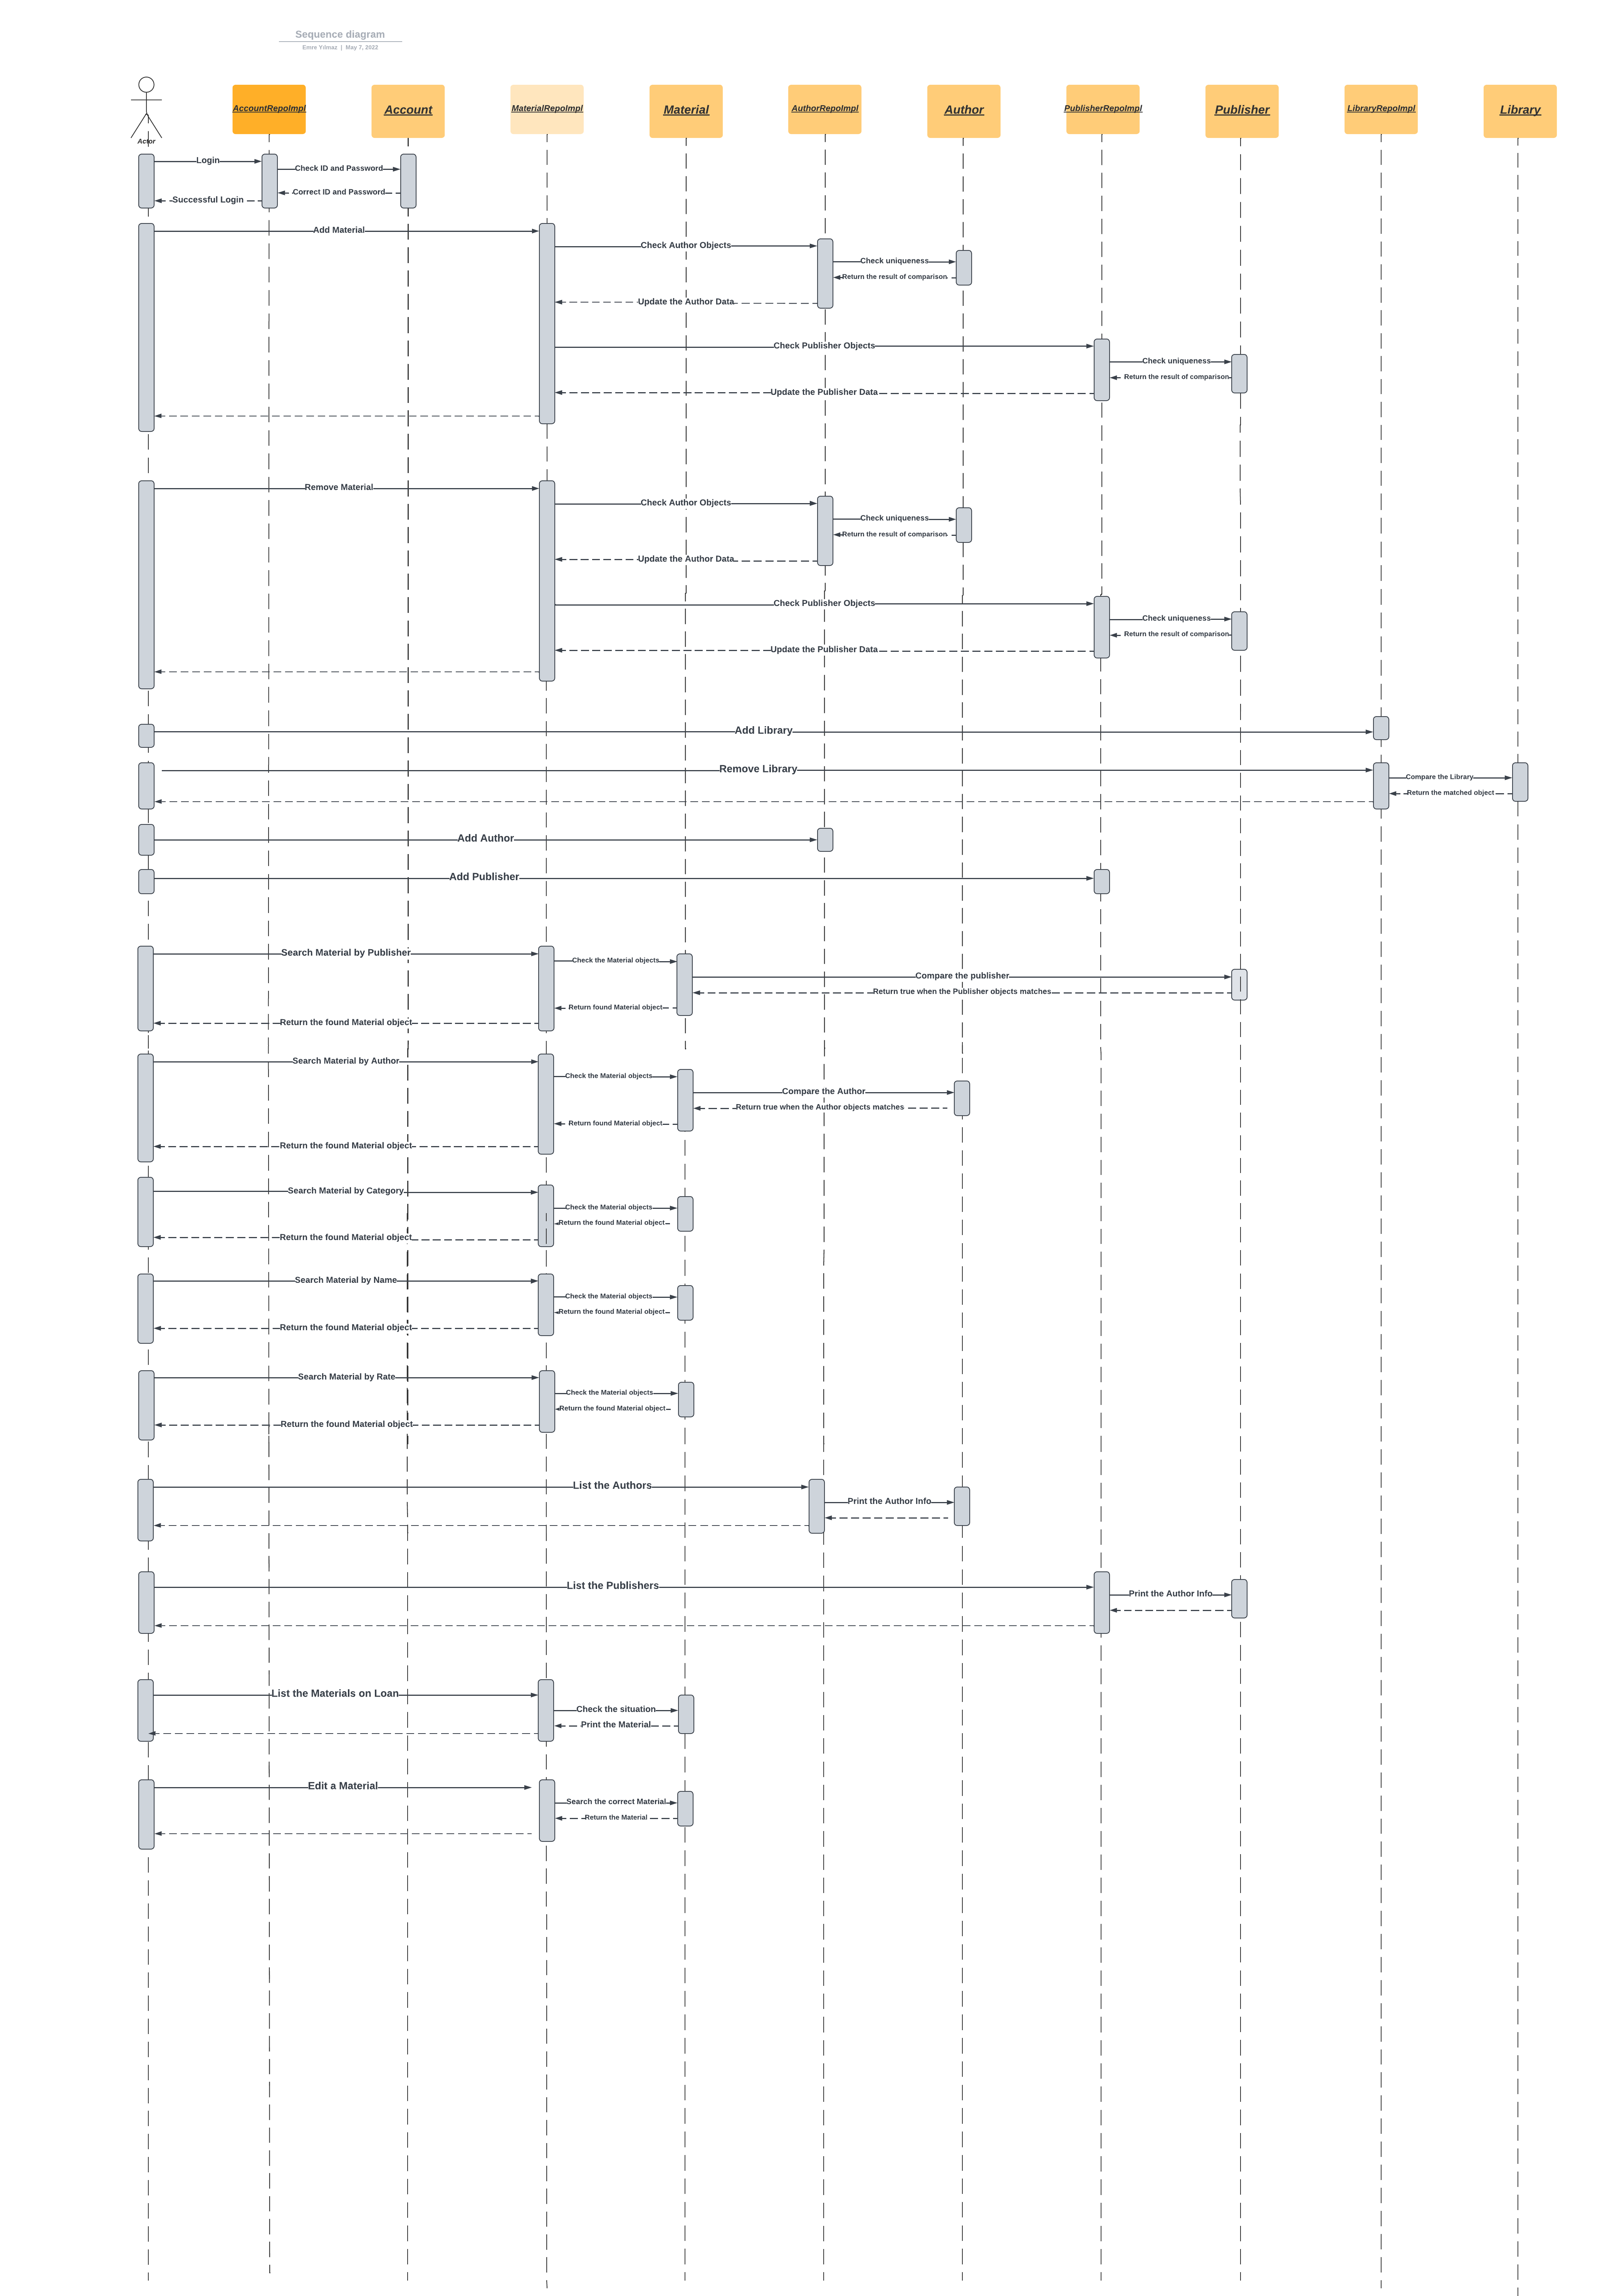 Sequence diagram
Emre Yılmaz | May 7, 2022
Actor
AccountRepoImpl
Account
MaterialRepoImpl
Material
AuthorRepoImpl
Author
PublisherRepoImpl
Publisher
LibraryRepoImpl
Library
Login
Check ID and Password
Correct ID and Password
Successful Login
Add Material
Check Author Objects
Check uniqueness
Return the result of comparison
Update the Author Data
Check Publisher Objects
Check uniqueness
Return the result of comparison
Update the Publisher Data
Remove Material
Check Author Objects
Check uniqueness
Return the result of comparison
Update the Author Data
Check Publisher Objects
Check uniqueness
Return the result of comparison
Update the Publisher Data
Add Library
Remove Library
Compare the Library
Return the matched object
Add Author
Add Publisher
Search Material by Publisher
Check the Material objects
Compare the publisher
Return true when the Publisher objects matches
Return found Material object
Return the found Material object
Search Material by Author
Check the Material objects
Compare the Author
Return true when the Author objects matches
Return found Material object
Return the found Material object
Search Material by Category
Check the Material objects
Return the found Material object
Return the found Material object
Search Material by Name
Check the Material objects
Return the found Material object
Return the found Material object
Search Material by Rate
Check the Material objects
Return the found Material object
Return the found Material object
List the Authors
Print the Author Info
List the Publishers
Print the Author Info
List the Materials on Loan
Check the situation
Print the Material
Edit a Material
Search the correct Material
Return the Material